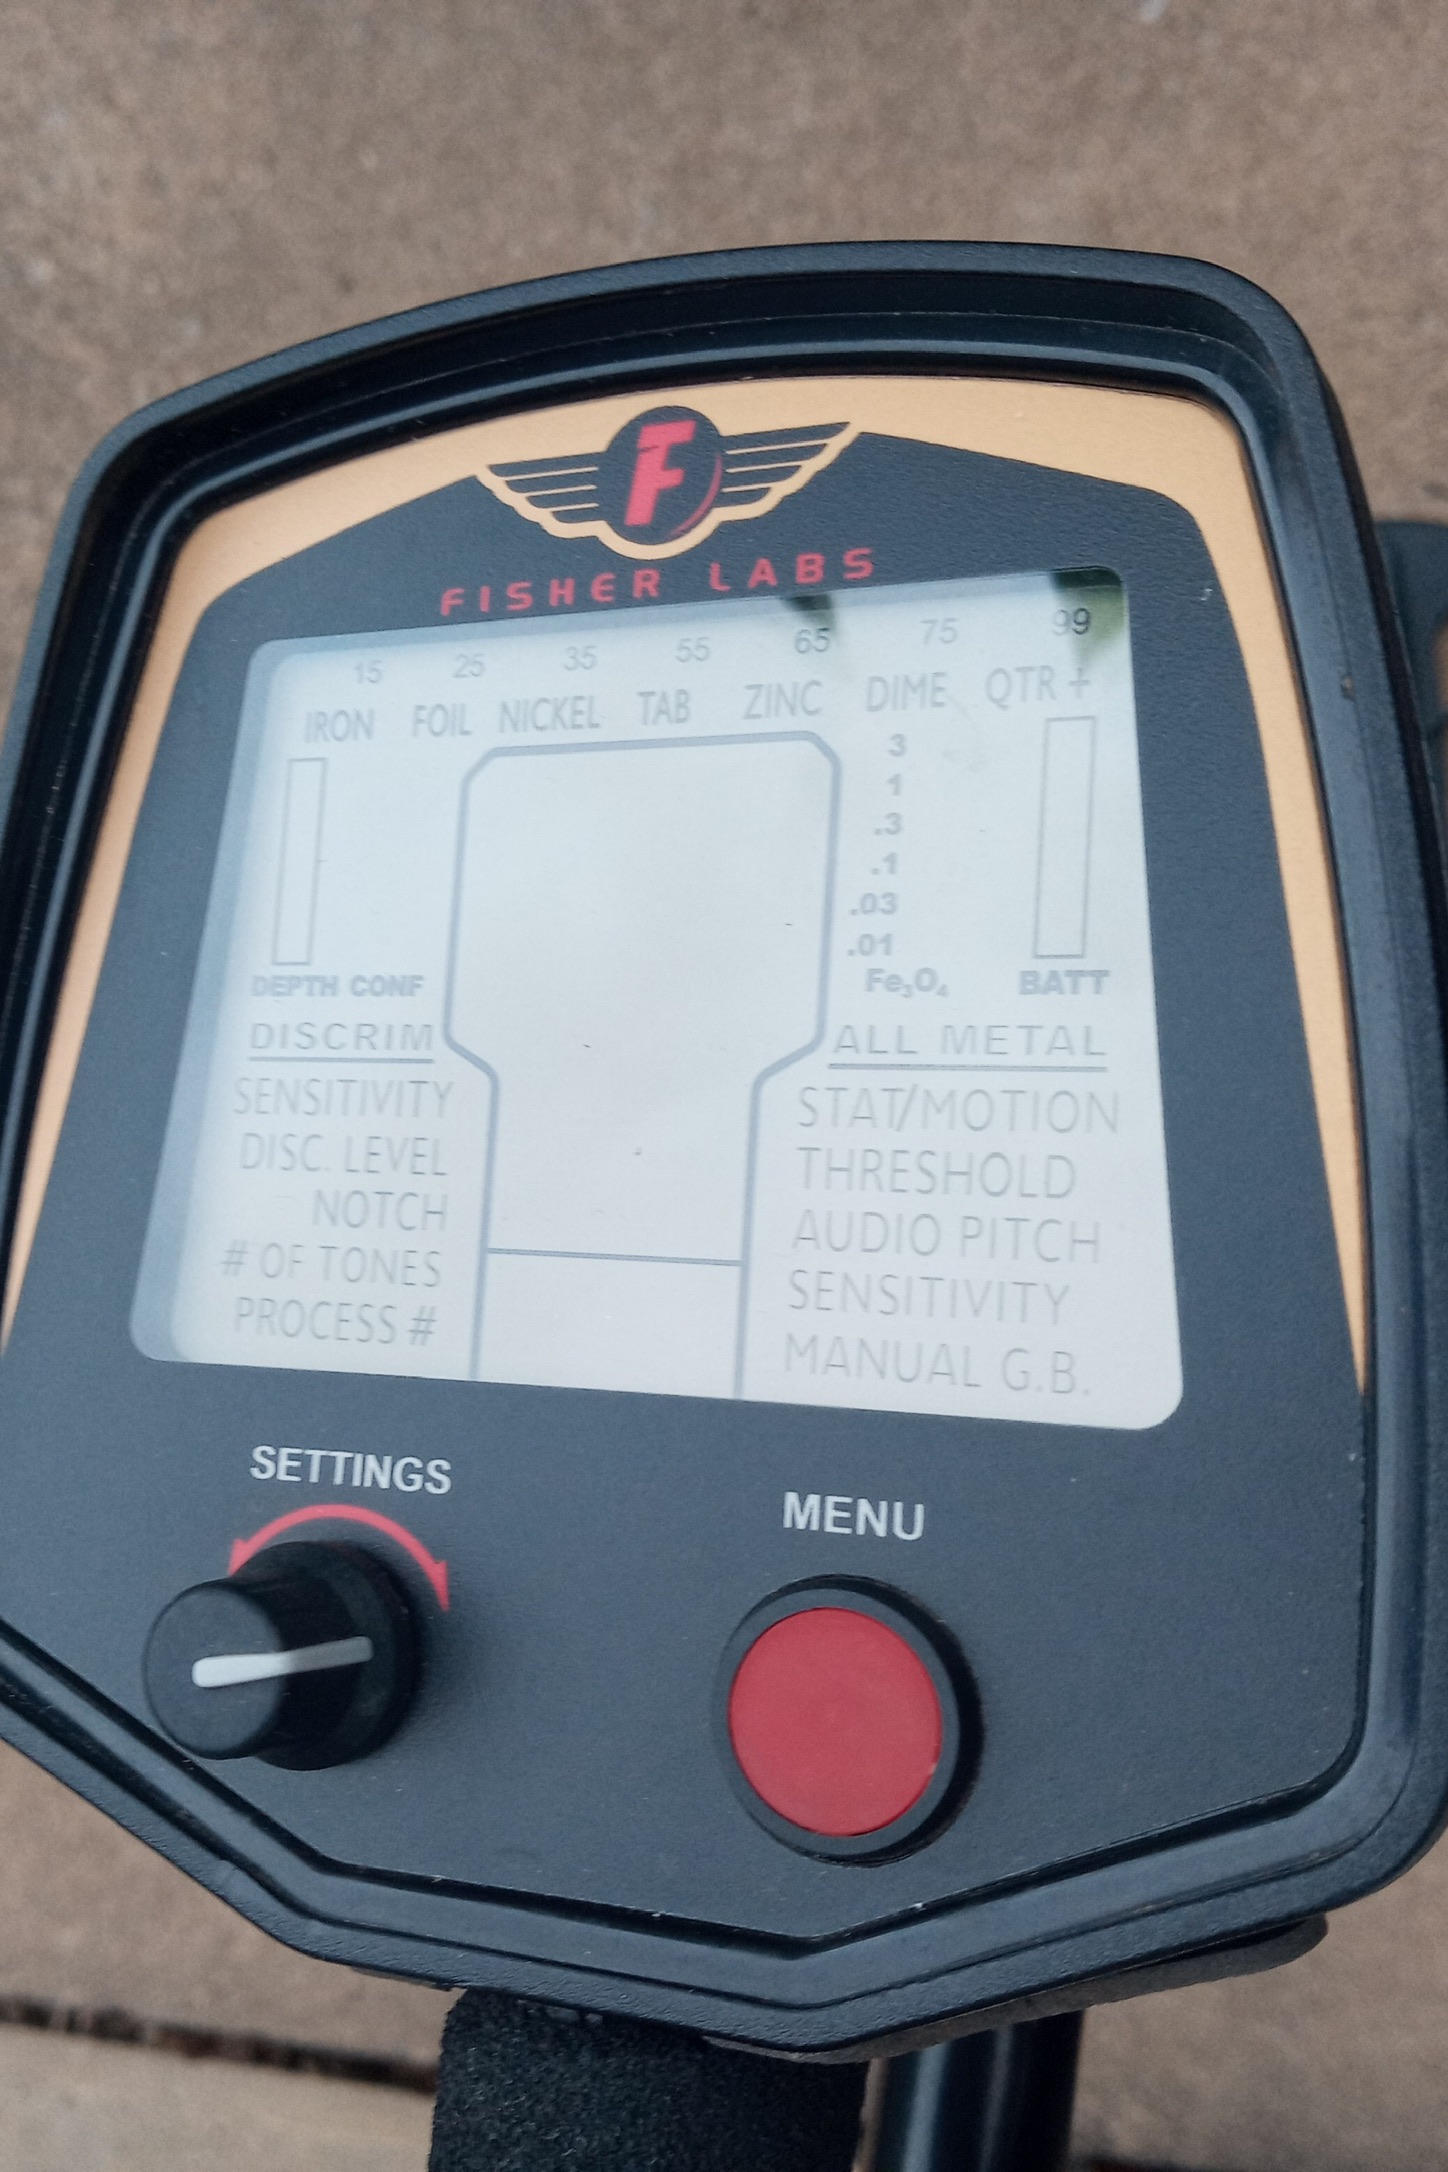 F
FISHER LABS
15 25 35 55 65 75 99
IRON FOIL NICKEL TAB ZINC DIME QTR +
3
1
.3
.1
.03
.01
DEPTH CONF
Fe₃O₄
BATT
DISCRIM
SENSITIVITY
DISC. LEVEL
NOTCH
# OF TONES
PROCESS #
ALL METAL
STAT/MOTION
THRESHOLD
AUDIO PITCH
SENSITIVITY
MANUAL G.B.
SETTINGS
MENU